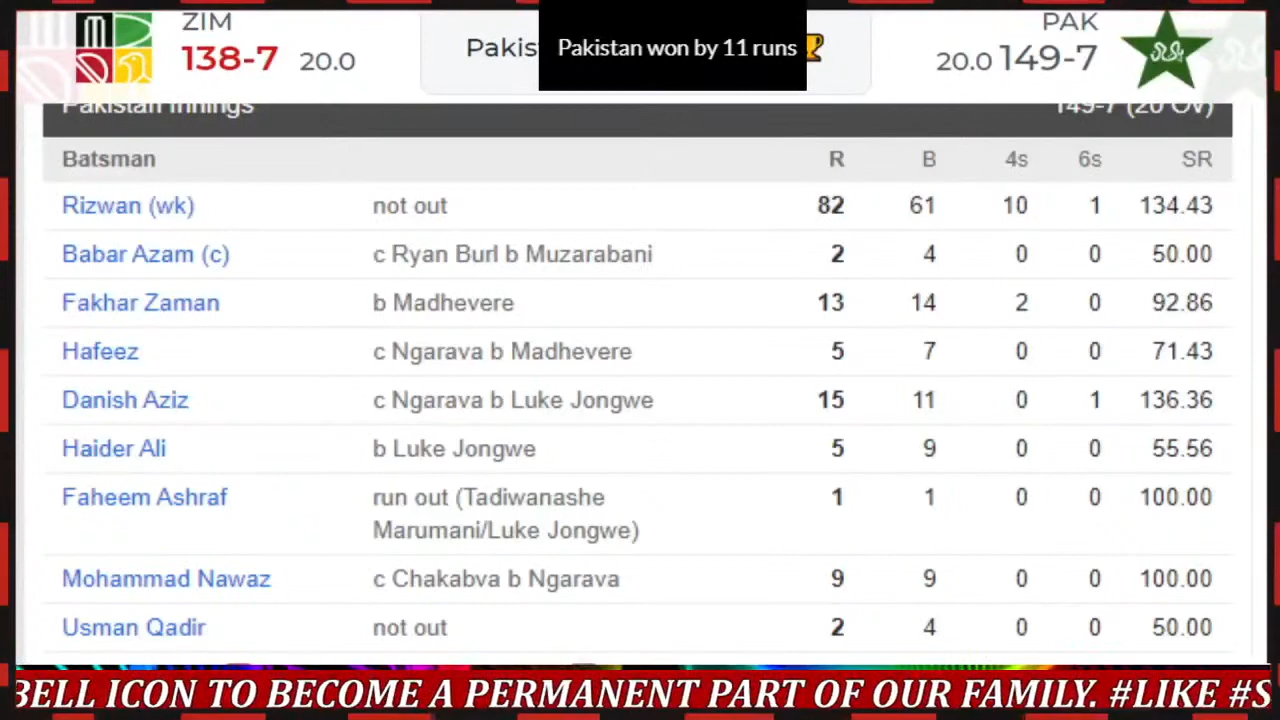 ZIM
138-7 20.0
Pakis
Pakistan won by 11 runs
PAK
20.0 149-7
Pakistan Innings 149-7 (20 Ov)
Batsman R B 4s 6s SR
Rizwan (wk) not out 82 61 10 1 134.43
Babar Azam (c) c Ryan Burl b Muzarabani 2 4 0 0 50.00
Fakhar Zaman b Madhevere 13 14 2 0 92.86
Hafeez c Ngarava b Madhevere 5 7 0 0 71.43
Danish Aziz c Ngarava b Luke Jongwe 15 11 0 1 136.36
Haider Ali b Luke Jongwe 5 9 0 0 55.56
Faheem Ashraf run out (Tadiwanashe 1 1 0 0 100.00
Marumani/Luke Jongwe)
Mohammad Nawaz c Chakabva b Ngarava 9 9 0 0 100.00
Usman Qadir not out 2 4 0 0 50.00
BELL ICON TO BECOME A PERMANENT PART OF OUR FAMILY. #LIKE #S